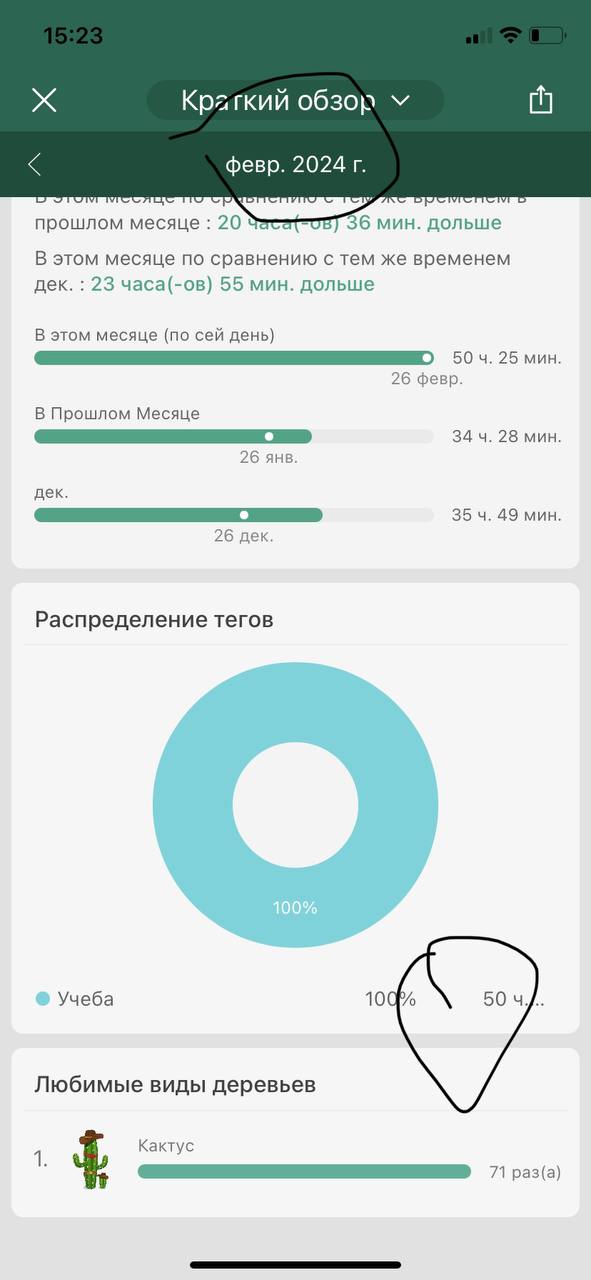 15:23
Краткий обзор
февр. 2024 г.
В этом месяце по сравнению с тем же временем в
прошлом месяце : 20 часа(-ов) 36 мин. дольше
В этом месяце по сравнению с тем же временем
дек. : 23 часа(-ов) 55 мин. дольше
В этом месяце (по сей день)
50 ч. 25 мин.
26 февр.
В Прошлом Месяце
34 ч. 28 мин.
26 янв.
дек.
35 ч. 49 мин.
26 дек.
Распределение тегов
100%
Учеба 100% 50 ч....
Любимые виды деревьев
1. Кактус
71 раз(а)